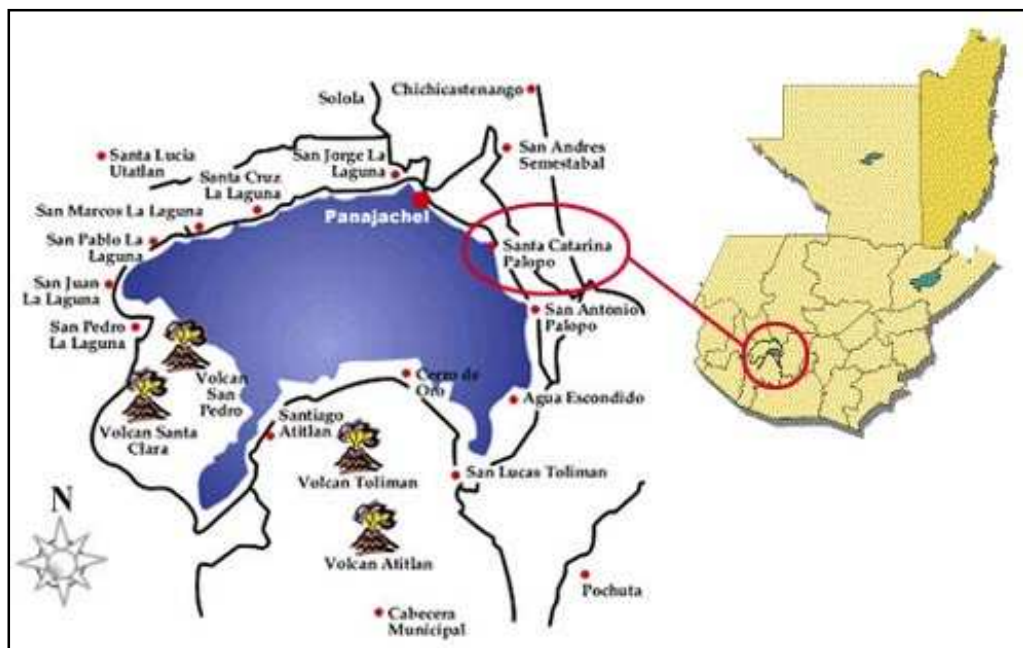 Chichicastenango
Solola
San Andres
Semestabal
San Jorge La
Laguna
Santa Lucia
Utatlan
Santa Cruz
La Laguna
Panajachel
San Marcos La Laguna
Santa Catarina
Palopo
San Pablo La
Laguna
San Juan
La Laguna
San Antonio
Palopo
San Pedro
La Laguna
Volcan
San
Pedro
Cerro de
Oro
Agua Escondido
Volcan Santa
Clara
Santiago
Atitlan
San Lucas Toliman
Volcan Toliman
N
Volcan Atitlan
Pochuta
Cabecera
Municipal